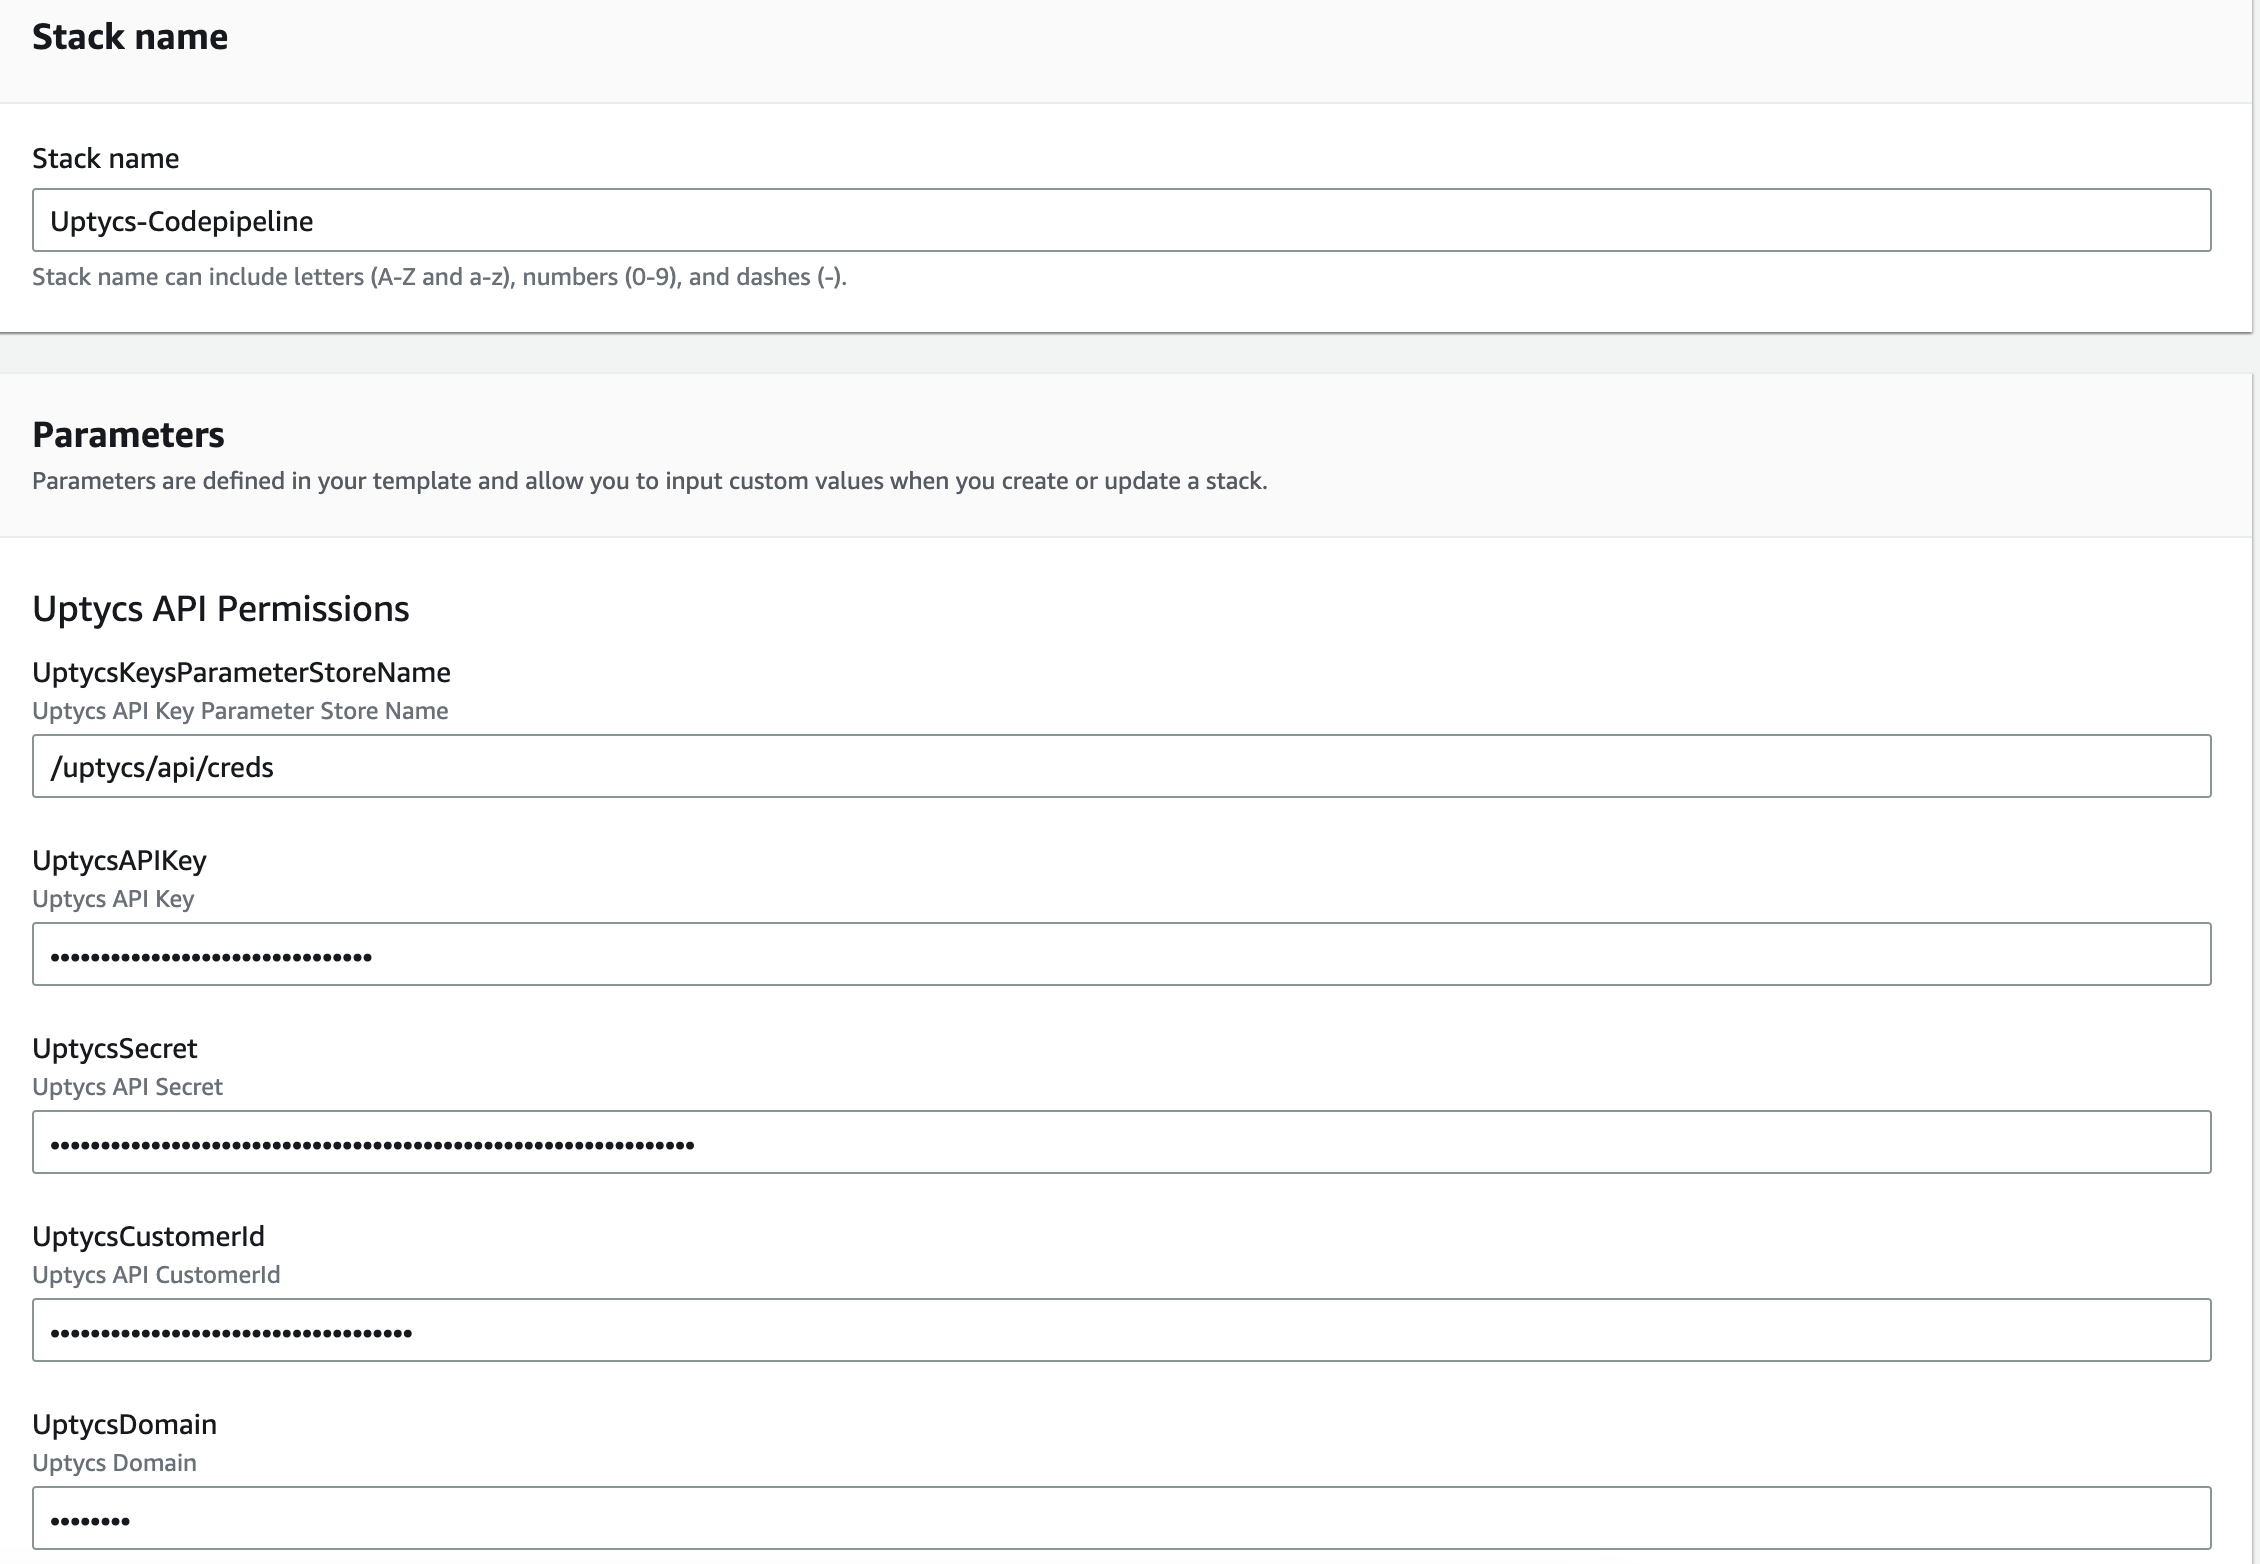 Stack name
Stack name
Uptycs-Codepipeline
Stack name can include letters (A-Z and a-z), numbers (0-9), and dashes (-).
Parameters
Parameters are defined in your template and allow you to input custom values when you create or update a stack.
Uptycs API Permissions
UptycsKeysParameterStoreName
Uptycs API Key Parameter Store Name
/uptycs/api/creds
UptycsAPIKey
Uptycs API Key
••••••••••••••••••••••••••••••••
UptycsSecret
Uptycs API Secret
••••••••••••••••••••••••••••••••••••••••••••••••••••••••••••••••
UptycsCustomerId
Uptycs API CustomerId
••••••••••••••••••••••••••••••••••••
UptycsDomain
Uptycs Domain
••••••••